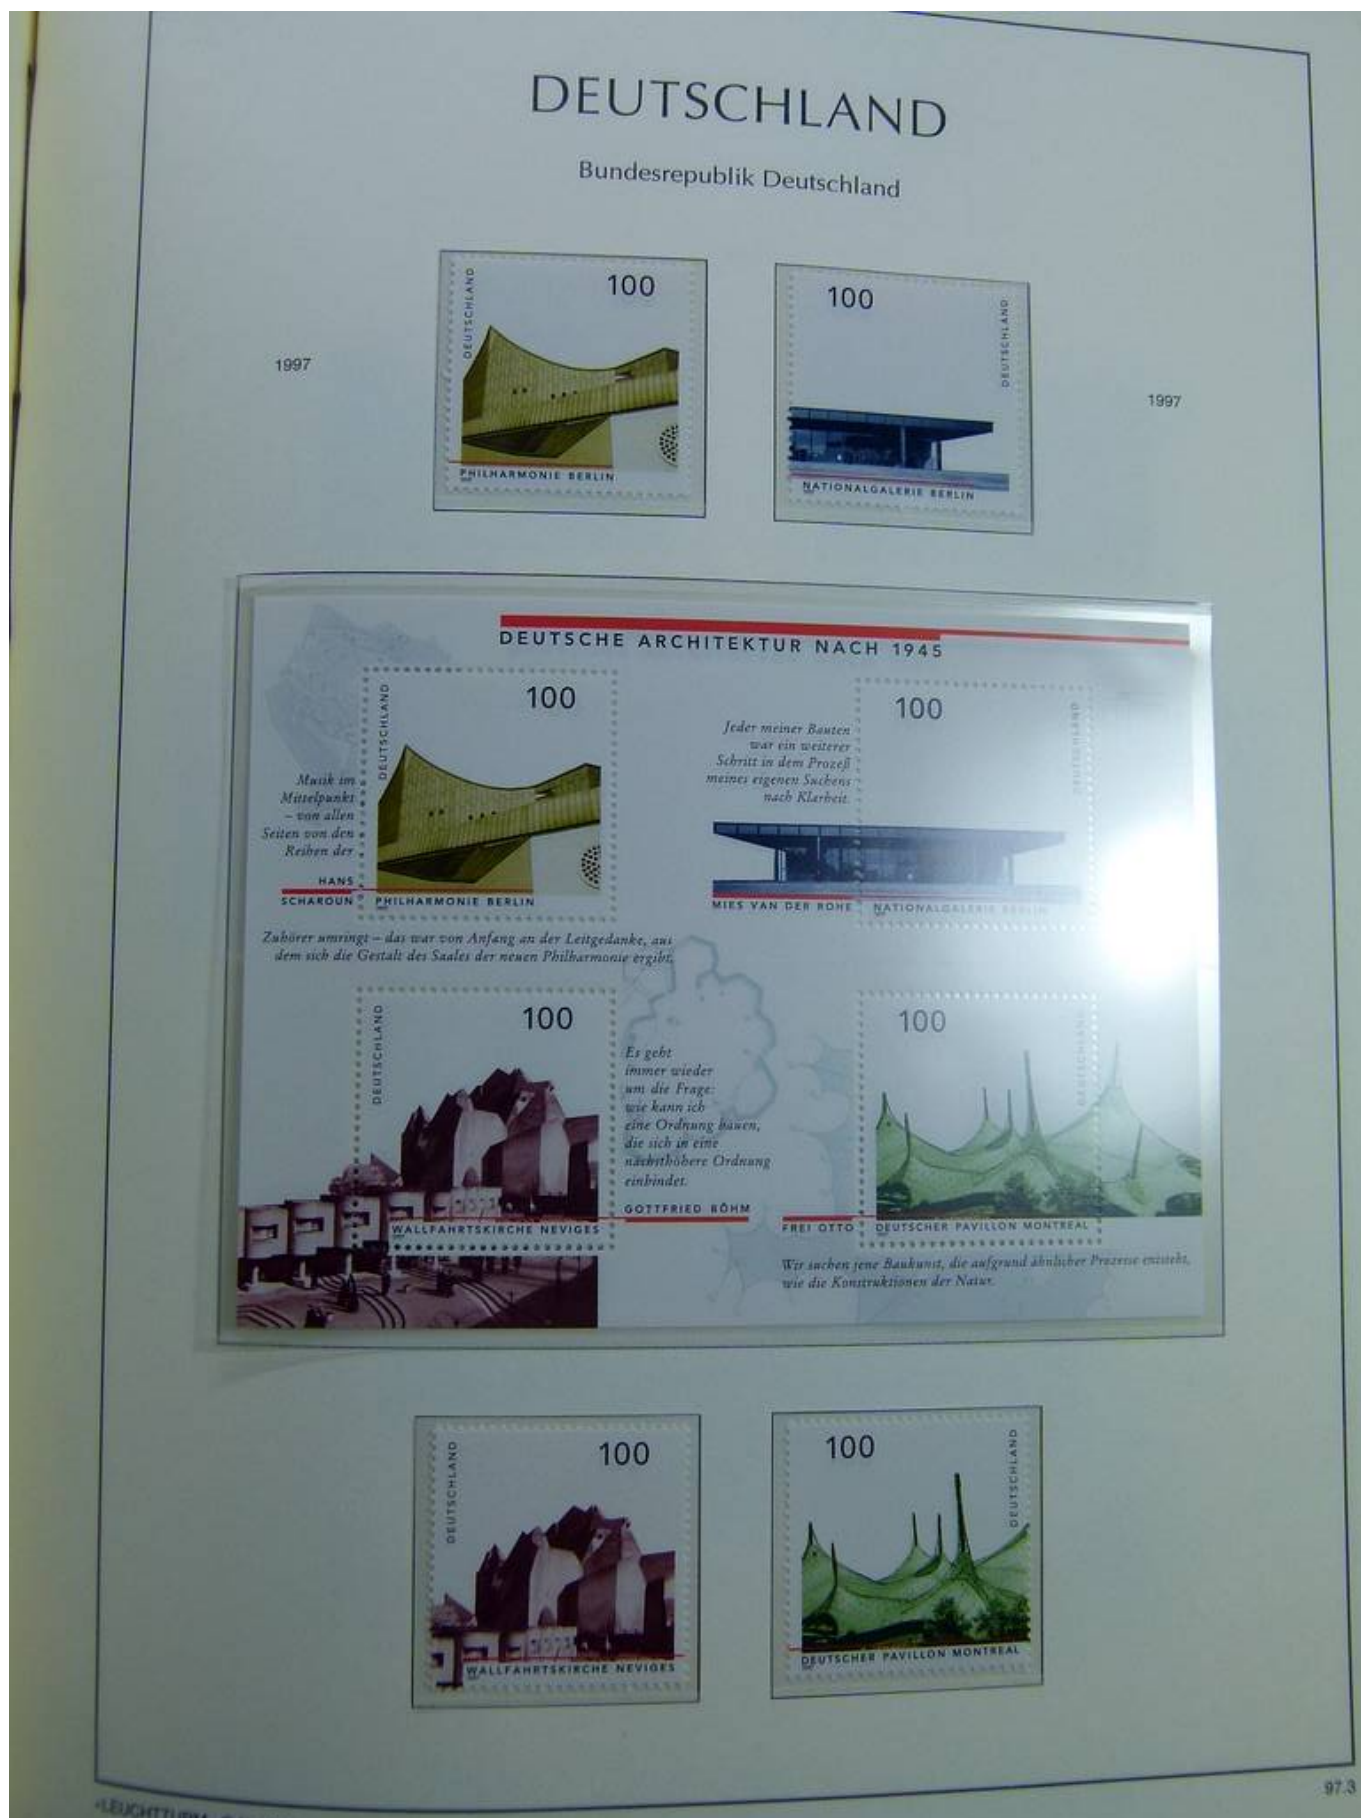 DEUTSCHLAND
Bundesrepublik Deutschland
1997
DEUTSCHLAND
100
PHILHARMONIE BERLIN
100
DEUTSCHLAND
NATIONALGALERIE BERLIN
1997
DEUTSCHE ARCHITEKTUR NACH 1945
DEUTSCHLAND
100
Musik im
Mittelpunkt
– von allen
Seiten von den
Reihen der
HANS
SCHAROUN
PHILHARMONIE BERLIN
Zuhörer umringt – das war von Anfang an der Leitgedanke, aus
dem sich die Gestalt des Saales der neuen Philharmonie ergibt.
Jeder meiner Bauten
war ein weiterer
Schritt in dem Prozeß
meines eigenen Suchens
nach Klarheit.
100
DEUTSCHLAND
MIES VAN DER ROHE
NATIONALGALERIE BERLIN
DEUTSCHLAND
100
WALLFAHRTSKIRCHE NEVIGES
Es geht
immer wieder
um die Frage:
wie kann ich
eine Ordnung bauen,
die sich in eine
nächsthöhere Ordnung
einbindet.
GOTTFRIED BÖHM
100
DEUTSCHLAND
FREI OTTO
DEUTSCHER PAVILLON MONTREAL
Wir suchen jene Baukunst, die aufgrund ähnlicher Prozesse entsteht,
wie die Konstruktionen der Natur.
DEUTSCHLAND
100
WALLFAHRTSKIRCHE NEVIGES
100
DEUTSCHLAND
DEUTSCHER PAVILLON MONTREAL
LEUCHTTURM
97.3